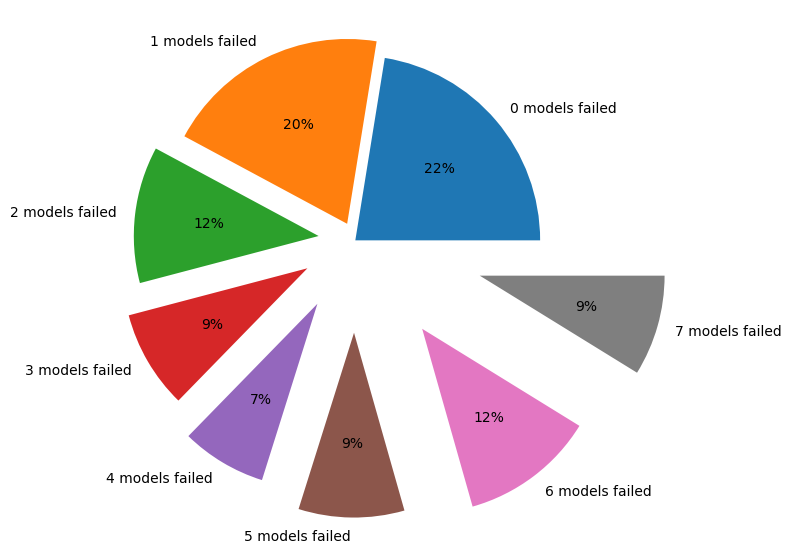 1 models failed
0 models failed
20%
22%
2 models failed
12%
9%
9%
3 models failed
7 models failed
7%
12%
9%
4 models failed
6 models failed
5 models failed